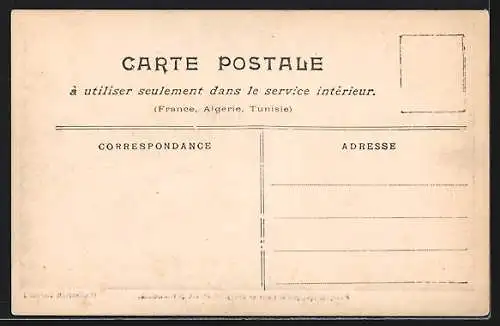 CARTE POSTALE
à utiliser seulement dans le service intérieur.
(France, Algérie, Tunisie)
CORRESPONDANCE
ADRESSE